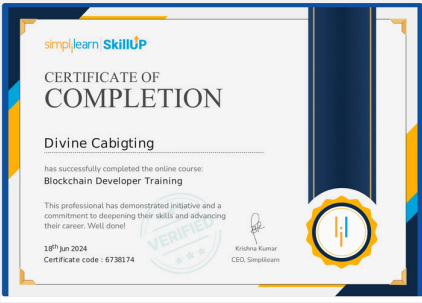 simplilearn | SkillUP
CERTIFICATE OF
COMPLETION
Divine Cabigting
has successfully completed the online course:
Blockchain Developer Training
This professional has demonstrated initiative and a
commitment to deepening their skills and advancing
their career. Well done!
VERIFIED
18th Jun 2024
Certificate code : 6738174
Krishna Kumar
CEO, Simplilearn